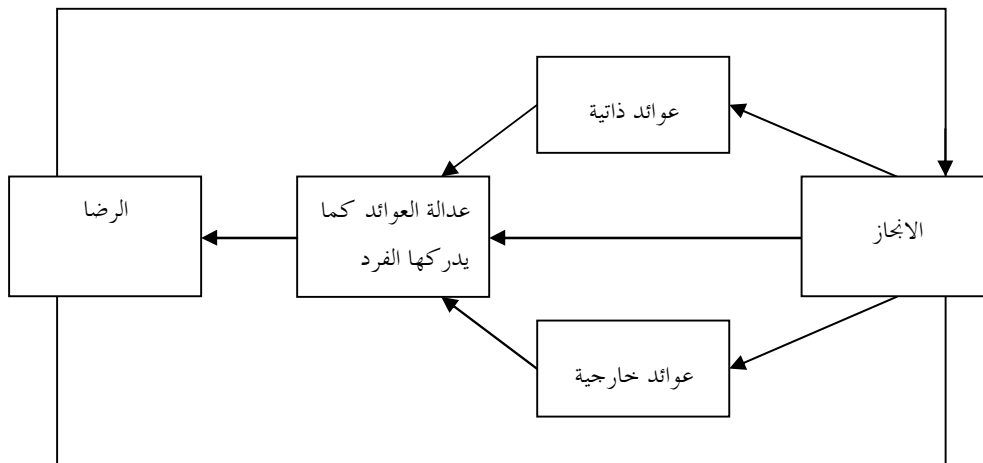 عوائد ذاتية
الانجاز
عدالة العوائد كما
يدركها الفرد
الرضا
عوائد خارجية